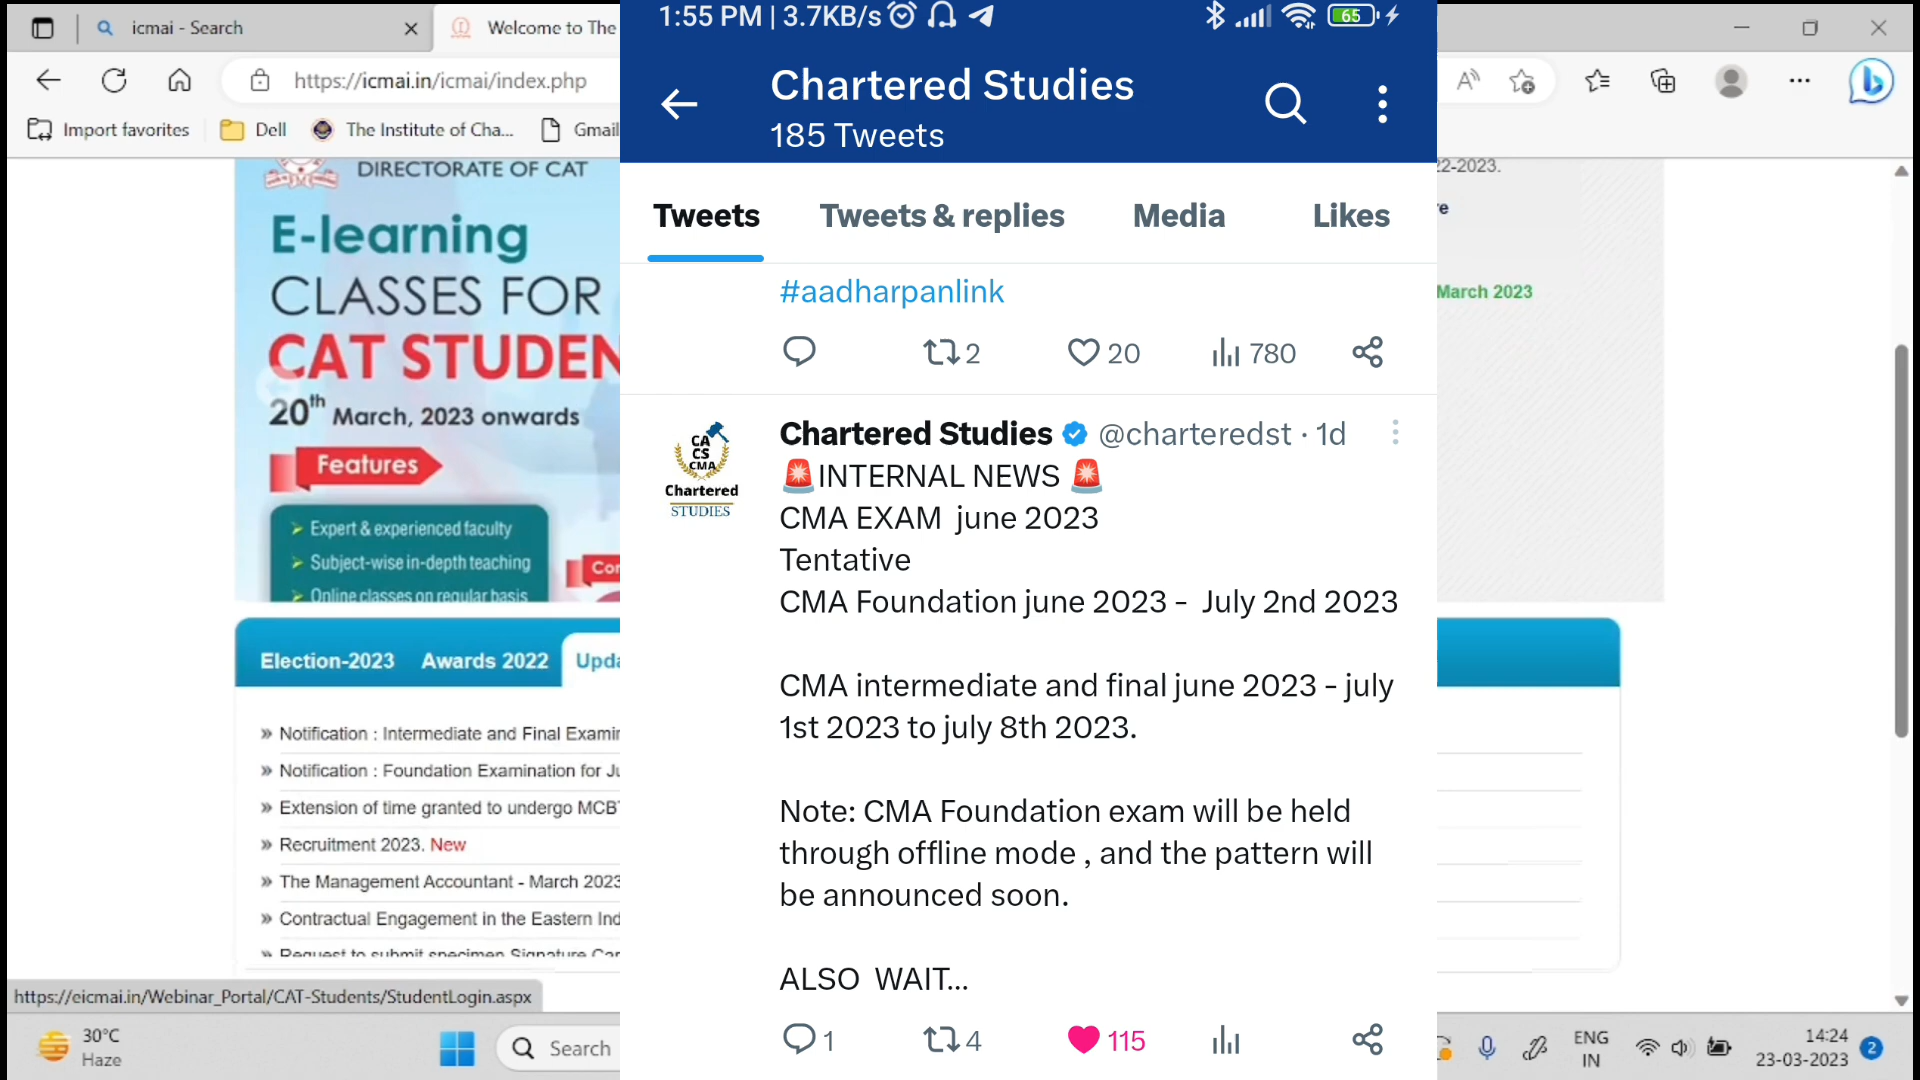 icmai - Search
Welcome to The
https://icmai.in/icmai/index.php
Import favorites
Dell
The Institute of Cha...
Gmail
DIRECTORATE OF CAT
E-learning
CLASSES FOR
CAT STUDEN
20th March, 2023 onwards
Features
Expert & experienced faculty
Subject-wise in-depth teaching
Online classes on regular basis
Election-2023 Awards 2022
» Notification : Intermediate and Final
» Notification : Foundation Examination for
» Extension of time granted to undergo
» Recruitment 2023. New
» The Management Accountant - March 2023
» Contractual Engagement in the Eastern
» Request to submit specimen Signature
https://eicmai.in/Webinar_Portal/CAT-Students/StudentLogin.aspx
30°C
Haze
Search
1:55 PM | 3.7KB/s
65
Chartered Studies
185 Tweets
Tweets Tweets & replies Media Likes
#aadharpanlink
2 20 780
CA
CS
CMA
Chartered
STUDIES
Chartered Studies @charteredst · 1d
🚨INTERNAL NEWS 🚨
CMA EXAM june 2023
Tentative
CMA Foundation june 2023 - July 2nd 2023
CMA intermediate and final june 2023 - july
1st 2023 to july 8th 2023.
Note: CMA Foundation exam will be held
through offline mode , and the pattern will
be announced soon.
ALSO WAIT...
1 4 115
22-2023.
March 2023
ENG
IN
14:24
23-03-2023
2